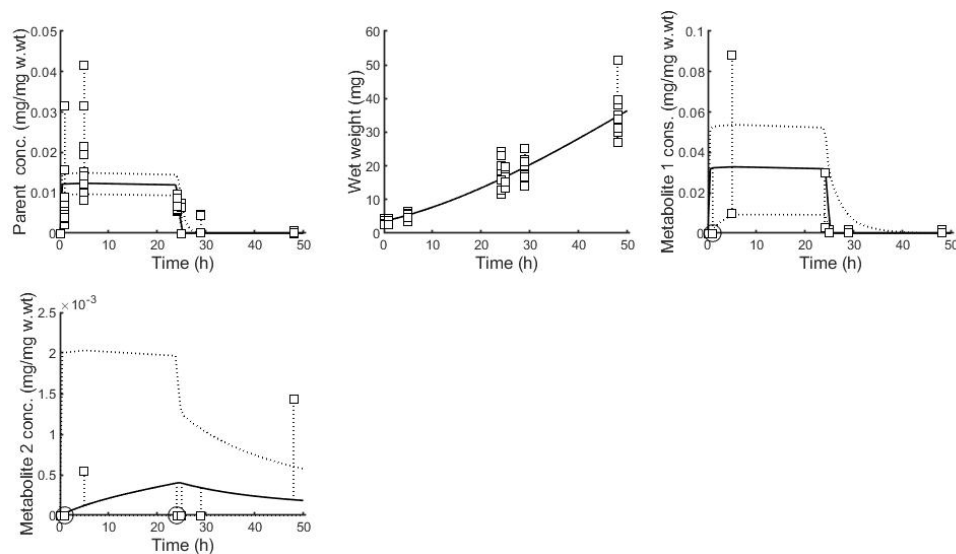 0.05
0.04
0.03
0.02
0.01
0
0 10 20 30 40 50
Parent conc. (mg/mg w.wt)
Time (h)
60
50
40
30
20
10
0
0 10 20 30 40 50
Wet weight (mg)
Time (h)
0.1
0.08
0.06
0.04
0.02
0
0 10 20 30 40 50
Metabolite 1 cons. (mg/mg w.wt)
Time (h)
× 10⁻³
2.5
2
1.5
1
0.5
0
0 10 20 30 40 50
Metabolite 2 conc. (mg/mg w.wt)
Time (h)